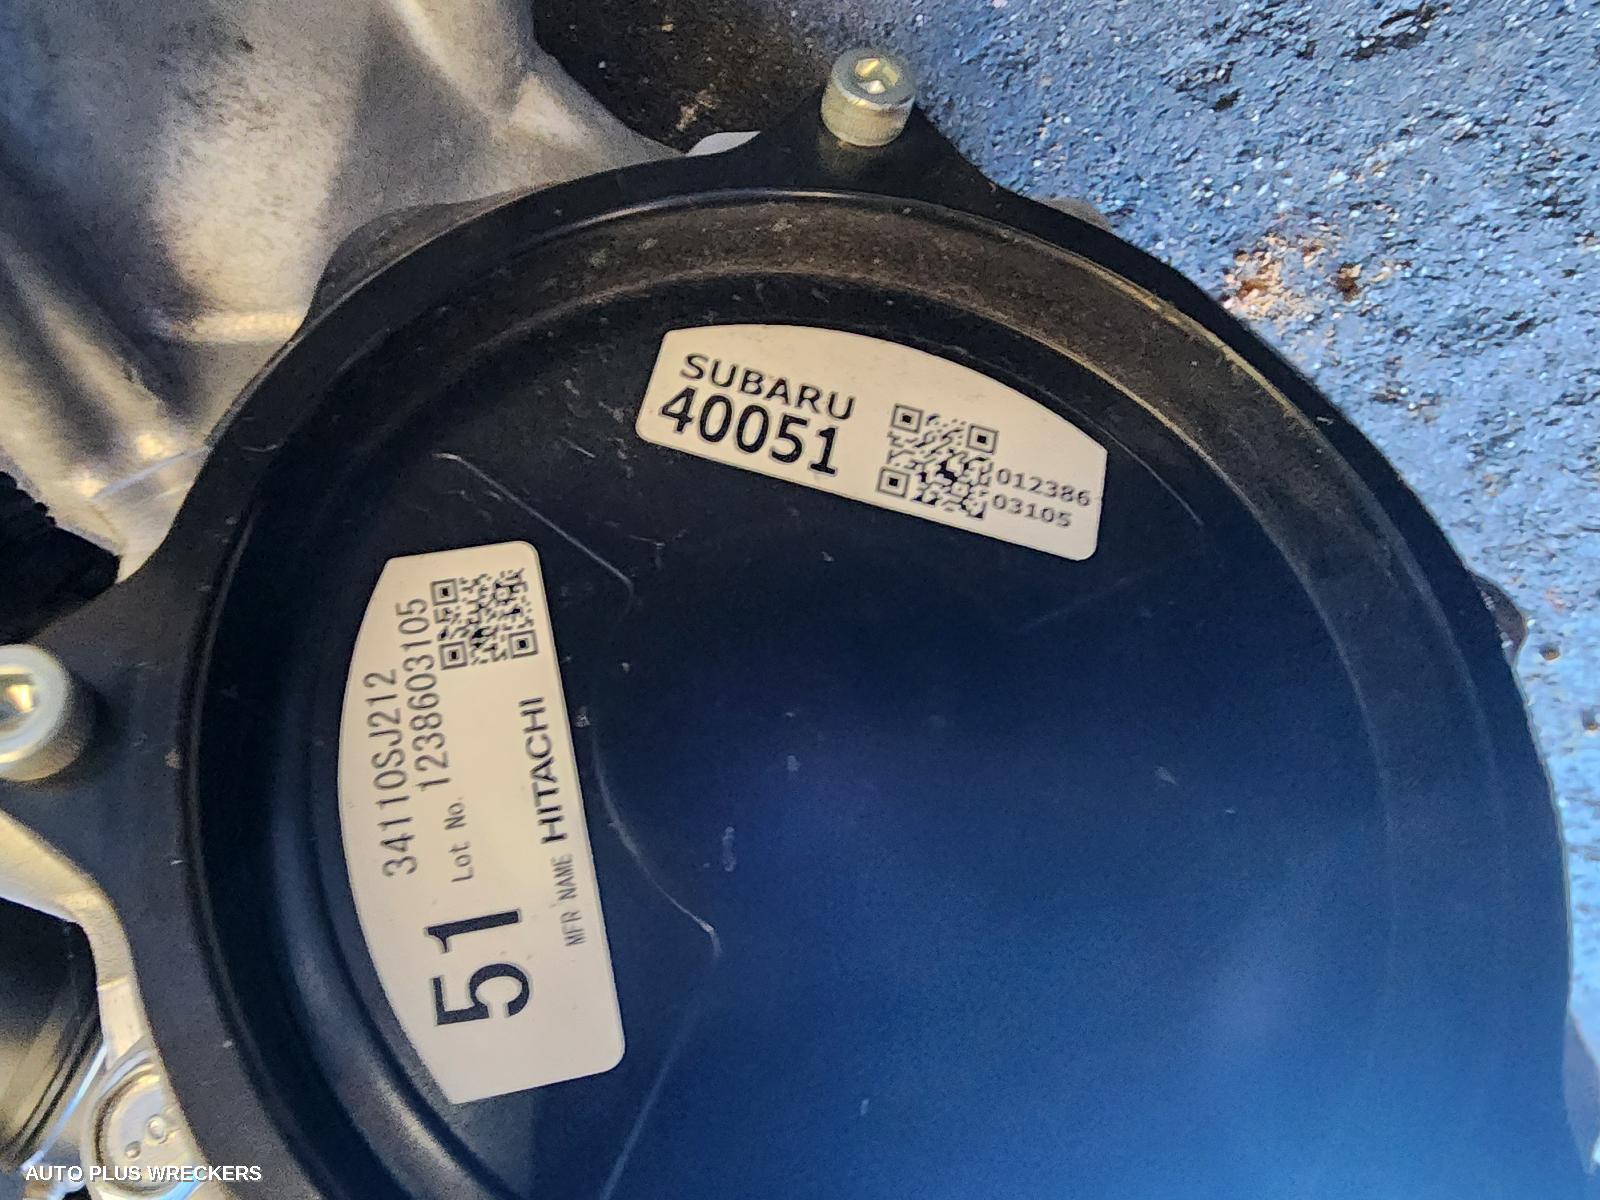 SUBARU
40051
012386
03105
34110SJ212
Lot No. 1238603105
51
MFR NAME HITACHI
AUTO PLUS WRECKERS